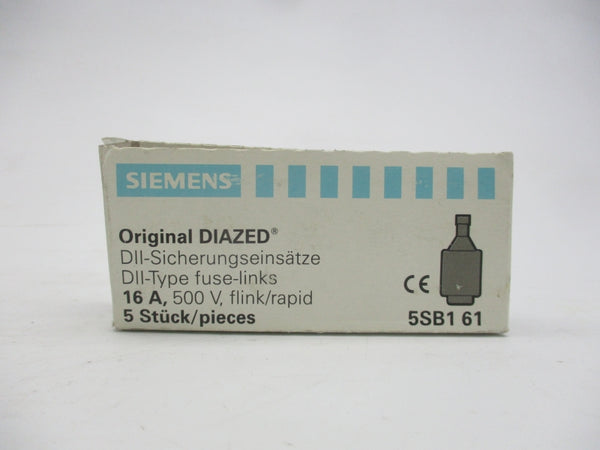 SIEMENS
Original DIAZED®
DII-Sicherungseinsätze
DII-Type fuse-links
16 A, 500 V, flink/rapid
5 Stück/pieces
CE
5SB1 61